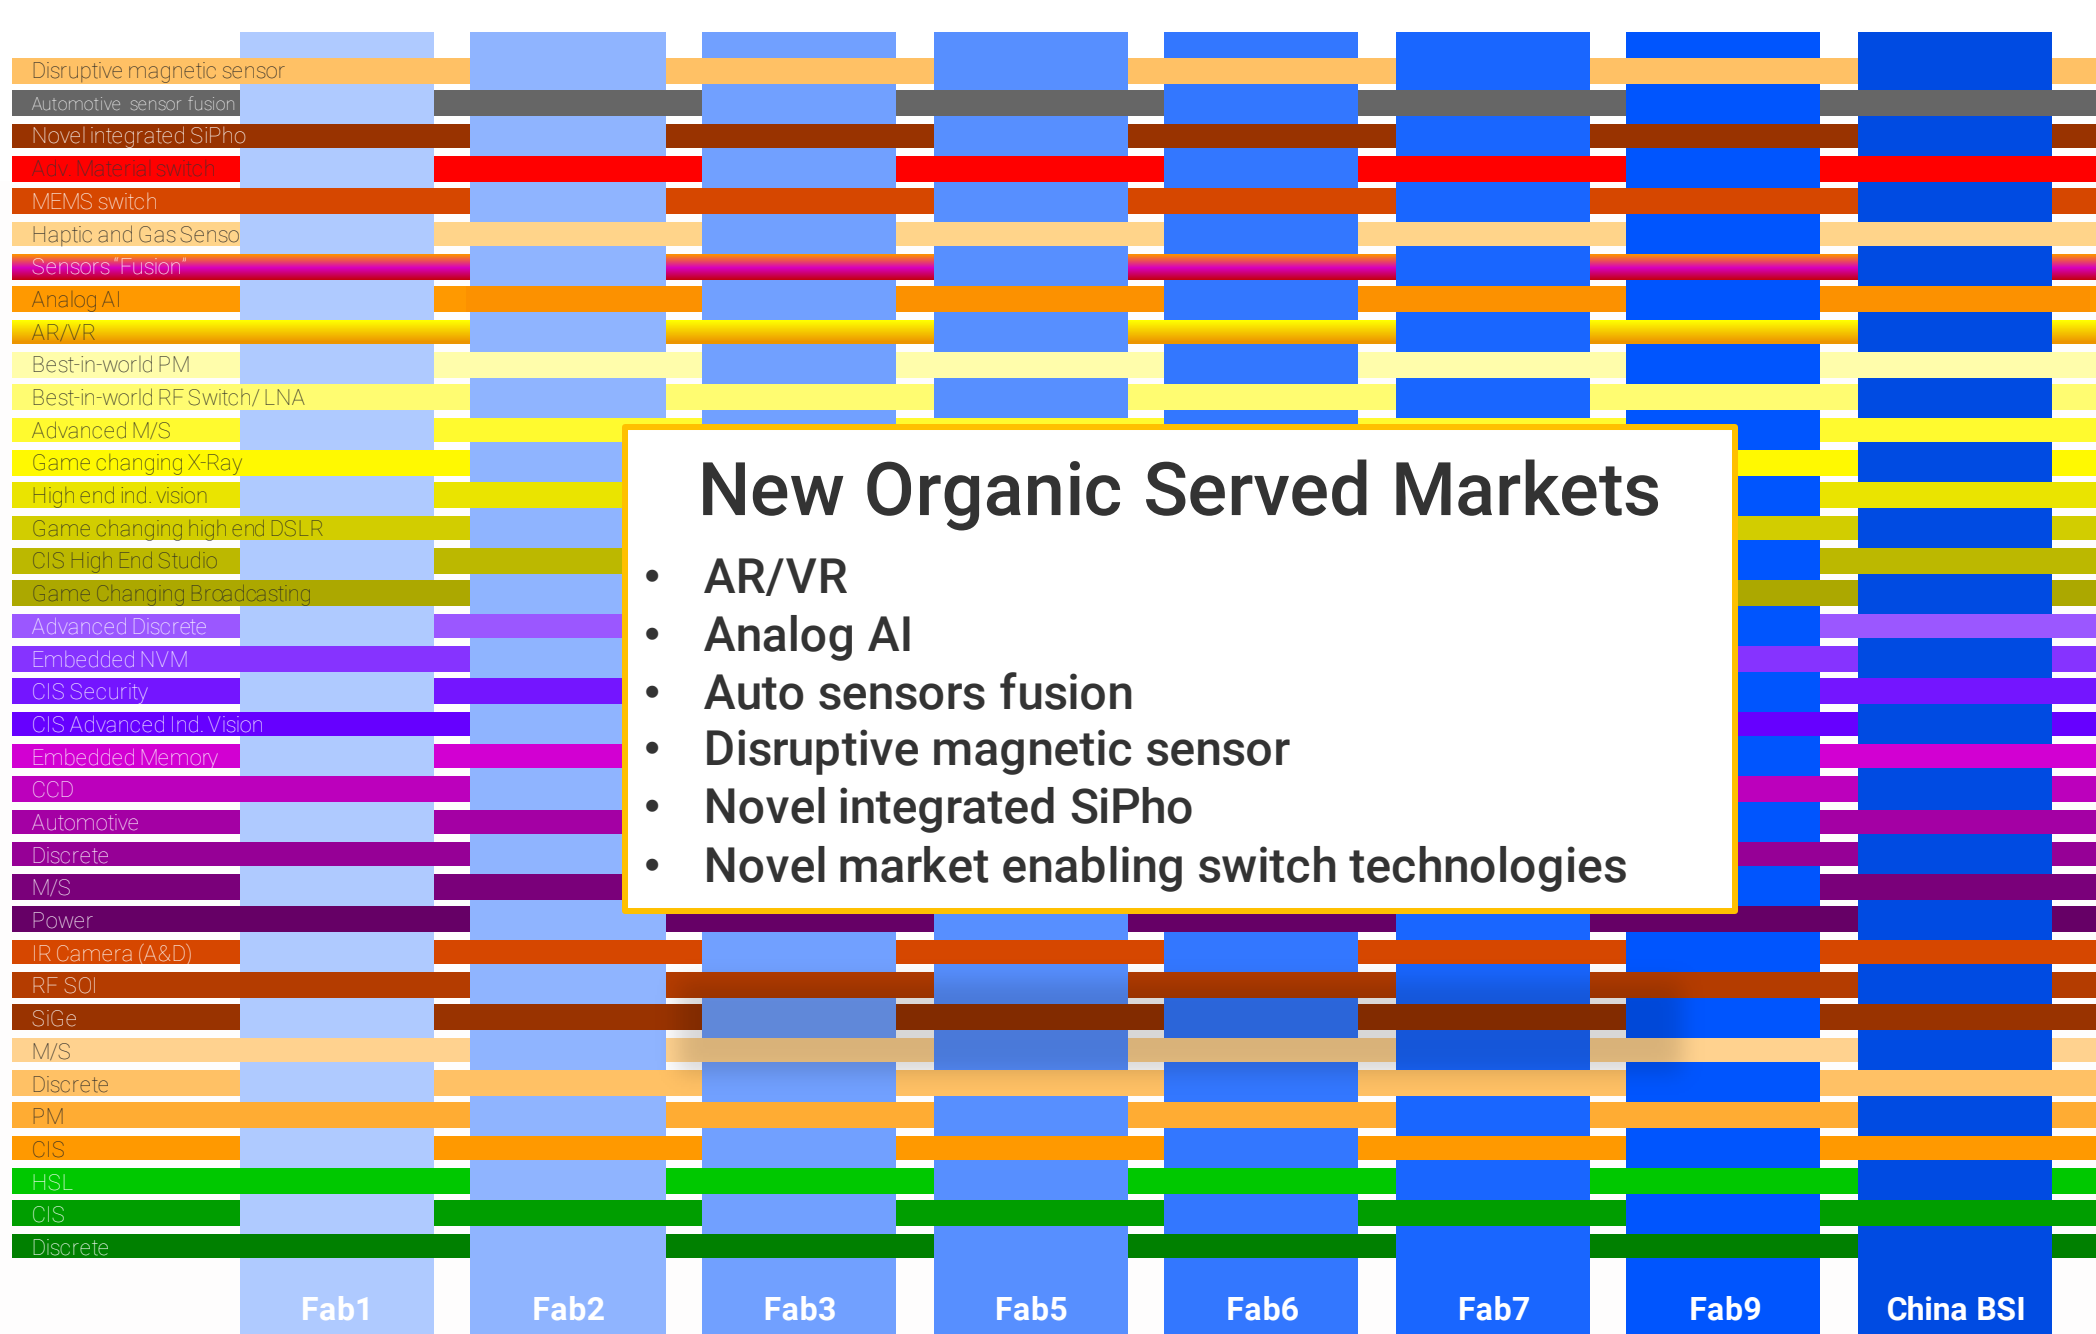 Disruptive magnetic sensor
Automotive sensor fusion
Novel integrated SiPho
Adv. Material switch
MEMS switch
Haptic and Gas Senso
Sensors "Fusion"
Analog AI
AR/VR
Best-in-world PM
Best-in-world RF Switch/ LNA
Advanced M/S
Game changing X-Ray
High end ind. vision
Game changing high end DSLR
CIS High End Studio
Game Changing Broadcasting
Advanced Discrete
Embedded NVM
CIS Security
CIS Advanced Ind. Vision
Embedded Memory
CCD
Automotive
Discrete
M/S
Power
IR Camera (A&D)
RF SOI
SiGe
M/S
Discrete
PM
CIS
HSL
CIS
Discrete
New Organic Served Markets
• AR/VR
• Analog AI
• Auto sensors fusion
• Disruptive magnetic sensor
• Novel integrated SiPho
• Novel market enabling switch technologies
Fab1 Fab2 Fab3 Fab5 Fab6 Fab7 Fab9 China BSI